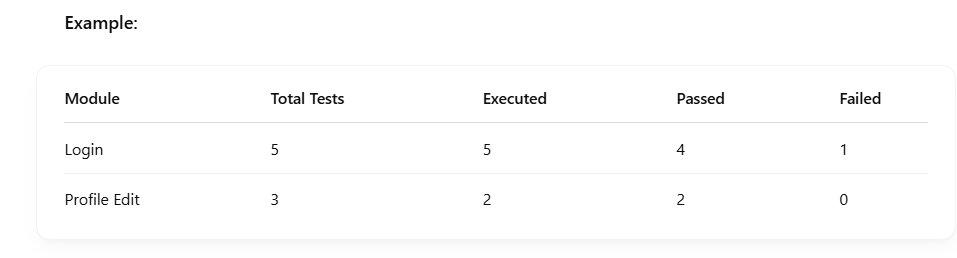 Example:
Module Total Tests Executed Passed Failed
Login 5 5 4 1
Profile Edit 3 2 2 0